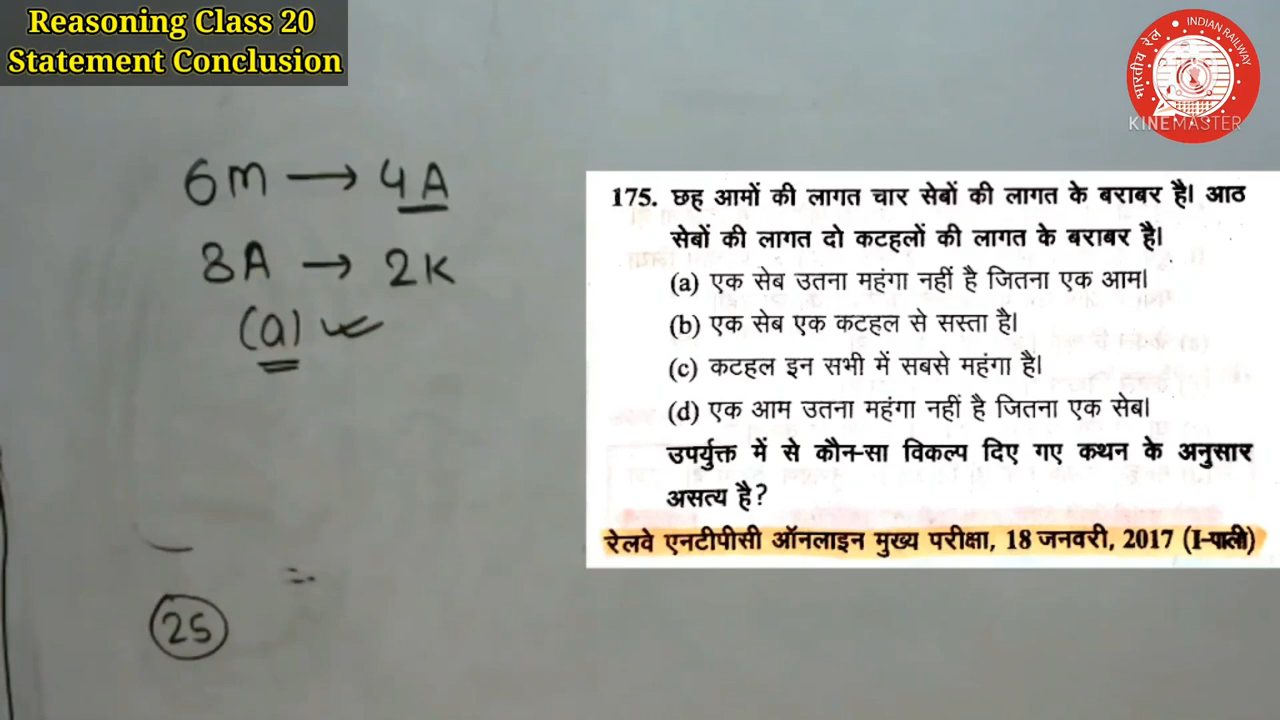 Reasoning Class 20
Statement Conclusion
भारतीय रेल INDIAN RAILWAY
KINEMASTER
6M → 4A
8A → 2K
(a)
25
175. छह आमों की लागत चार सेबों की लागत के बराबर है। आठ
सेबों की लागत दो कटहलों की लागत के बराबर है।
(a) एक सेब उतना महंगा नहीं है जितना एक आम।
(b) एक सेब एक कटहल से सस्ता है।
(c) कटहल इन सभी में सबसे महंगा है।
(d) एक आम उतना महंगा नहीं है जितना एक सेब।
उपर्युक्त में से कौन-सा विकल्प दिए गए कथन के अनुसार
असत्य है?
रेलवे एनटीपीसी ऑनलाइन मुख्य परीक्षा, 18 जनवरी, 2017 (I-पाली)